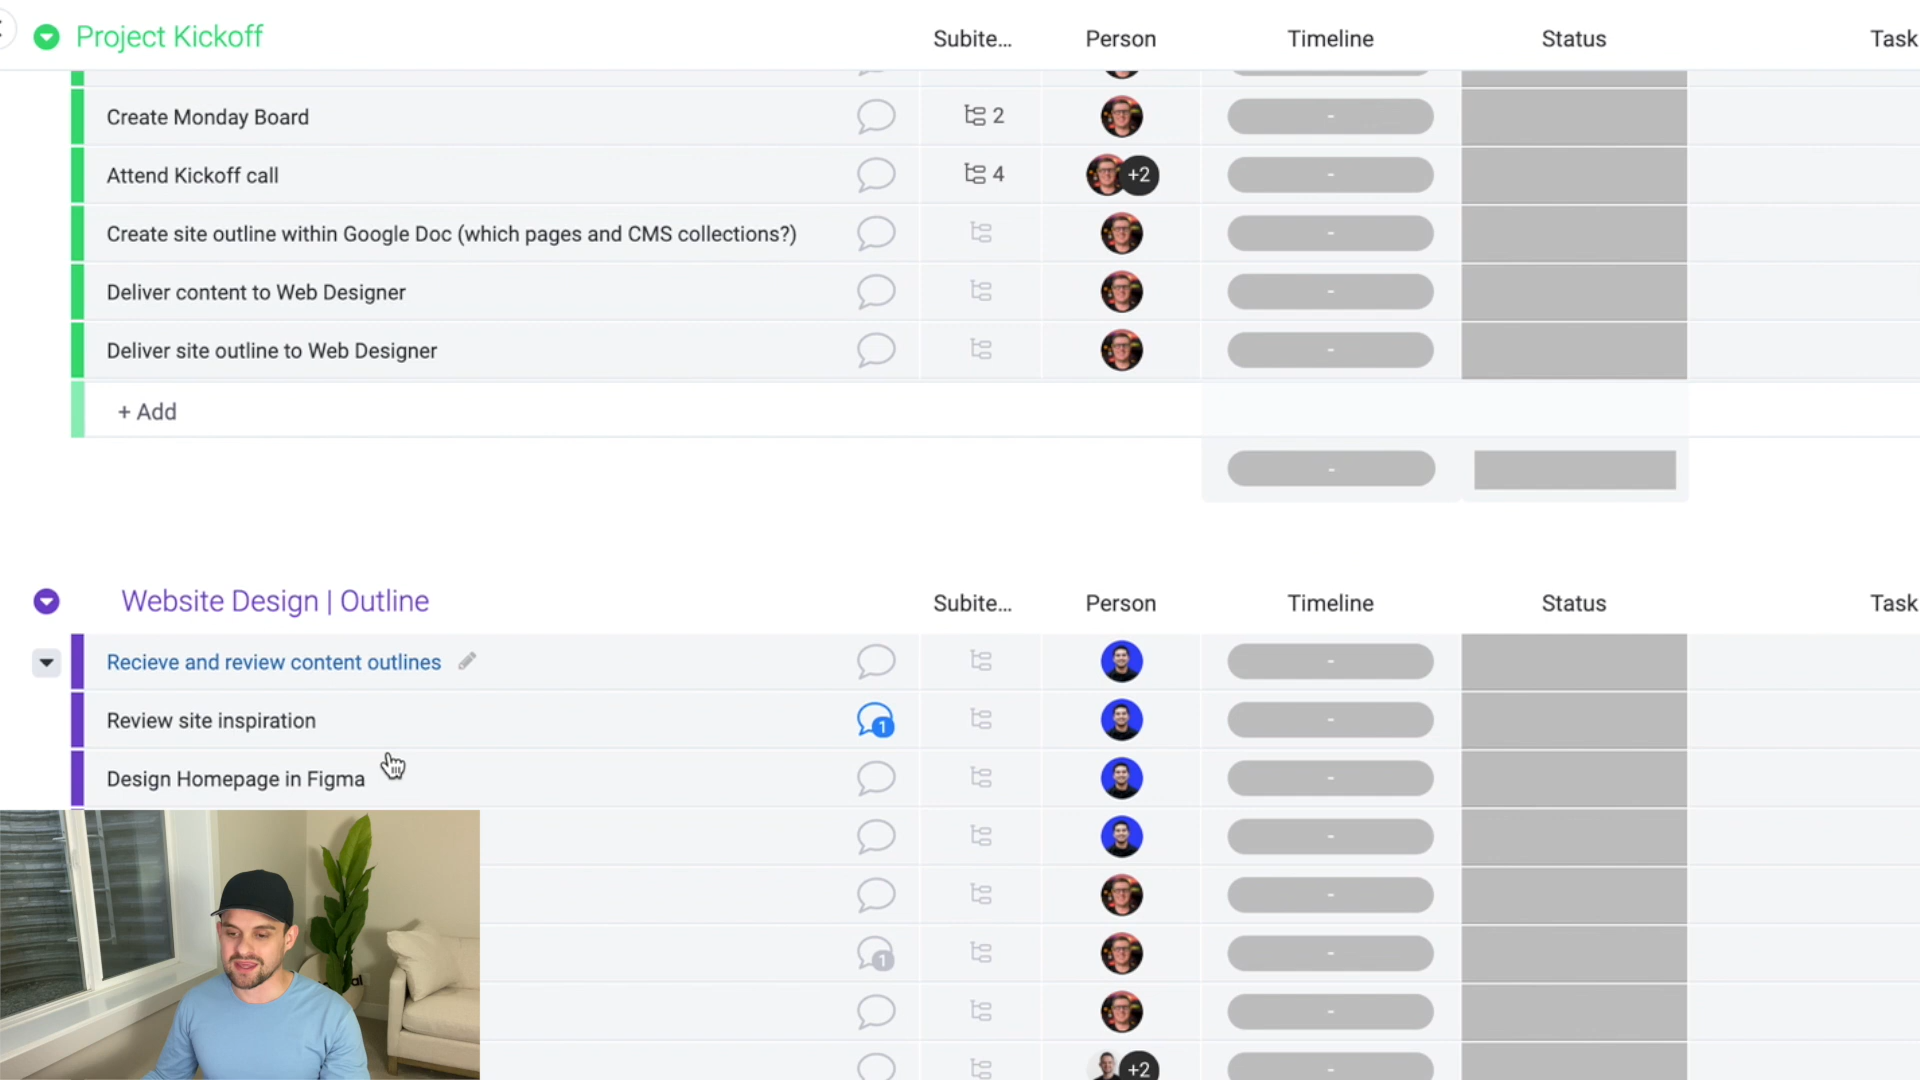 Project Kickoff Subite... Person Timeline Status Task
Create Monday Board 2 -
Attend Kickoff call 4 +2 -
Create site outline within Google Doc (which pages and CMS collections?) -
Deliver content to Web Designer -
Deliver site outline to Web Designer -
+ Add
-
Website Design | Outline Subite... Person Timeline Status Task
Recieve and review content outlines -
Review site inspiration 1 -
Design Homepage in Figma -
-
-
1 -
-
+2 -